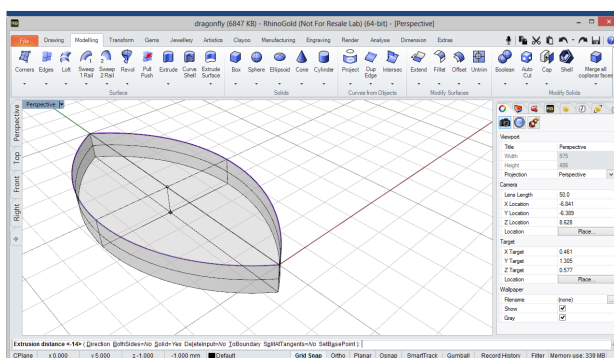 dragonfly (6847 KB) - RhinoGold (Not For Resale Lab) (64-bit) - [Perspective]
File Drawing Modelling Transform Gems Jewellery Artistics Clayoo Manufacturing Engraving Render Analyse Dimension Extras
Corners Edges Loft Sweep 1 Rail Sweep 2 Rail Revol Pull Push Extrude Curve Shell Extrude Surface Box Sphere Ellipsoid Cone Cylinder Project Dup Edge Intersec Extend Fillet Offset Untrim Boolean Auto Cut Cap Shell Merge all coplanar faces
Surface Solids Curves from Objects Modify Surfaces Modify Solids
Perspective
Perspective
Top
Front
Right
Viewport
Title Perspective
Width 975
Height 486
Projection Perspective
Camera
Lens Length 50.0
X Location -6.841
Y Location -6.389
Z Location 8.628
Location Place...
Target
X Target 0.461
Y Target 1.305
Z Target 0.577
Location Place...
Wallpaper
Filename (none) ...
Show
Gray
Extrusion distance <-14> ( Direction BothSides=No Solid=Yes DeleteInput=No ToBoundary SplitAtTangents=No SetBasePoint ):
CPlane x 0.000 y 5.000 z -1.000 -1.000 mm Default Grid Snap Ortho Planar Osnap SmartTrack Gumball Record History Filter Memory use: 339 MB